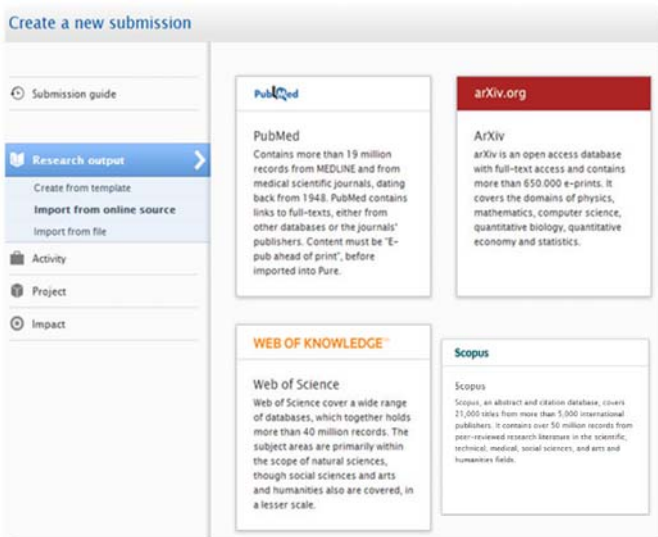 Create a new submission
Submission guide
Research output
Create from template
Import from online source
Import from file
Activity
Project
Impact
PubMed
PubMed
Contains more than 19 million
records from MEDLINE and from
medical scientific journals, dating
back from 1948. PubMed contains
links to full-texts, either from
other databases or the journals'
publishers. Content must be "E-
pub ahead of print", before
imported into Pure.
arXiv.org
ArXiv
arXiv is an open access database
with full-text access and contains
more than 650.000 e-prints. It
covers the domains of physics,
mathematics, computer science,
quantitative biology, quantitative
economy and statistics.
WEB OF KNOWLEDGE™
Web of Science
Web of Science cover a wide range
of databases, which together holds
more than 40 million records. The
subject areas are primarily within
the scope of natural sciences,
though social sciences and arts
and humanities also are covered, in
a lesser scale.
Scopus
Scopus
Scopus, an abstract and citation database, covers
21,000 titles from more than 5,000 international
publishers. It contains over 50 million records from
peer-reviewed research literature in the scientific,
technical, medical, social sciences, and arts and
humanities fields.